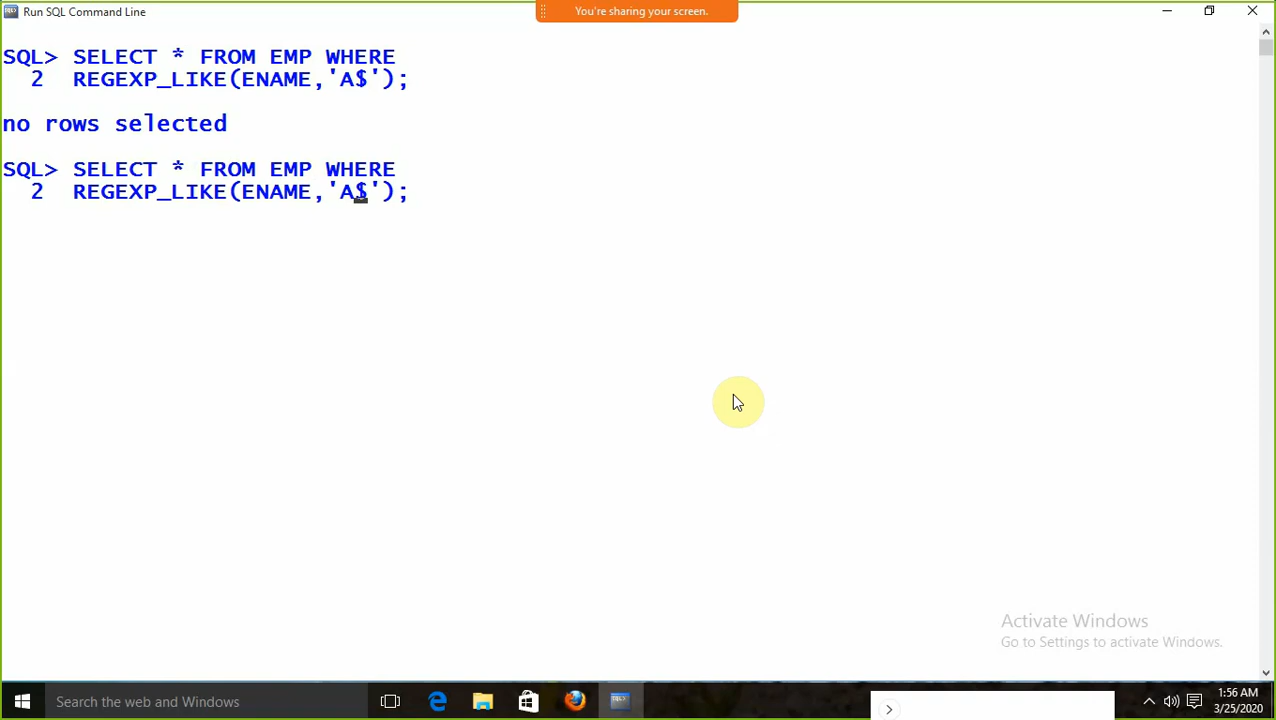 Run SQL Command Line
You're sharing your screen.
SQL> SELECT * FROM EMP WHERE
2 REGEXP_LIKE(ENAME,'A$');
no rows selected
SQL> SELECT * FROM EMP WHERE
2 REGEXP_LIKE(ENAME,'A$');
Activate Windows
Go to Settings to activate Windows.
Search the web and Windows
1:56 AM
3/25/2020